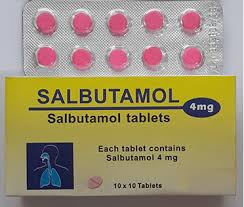 SALBUTAMOL
4mg
Salbutamol tablets
Each tablet contains
Salbutamol 4 mg
10 x 10 Tablets